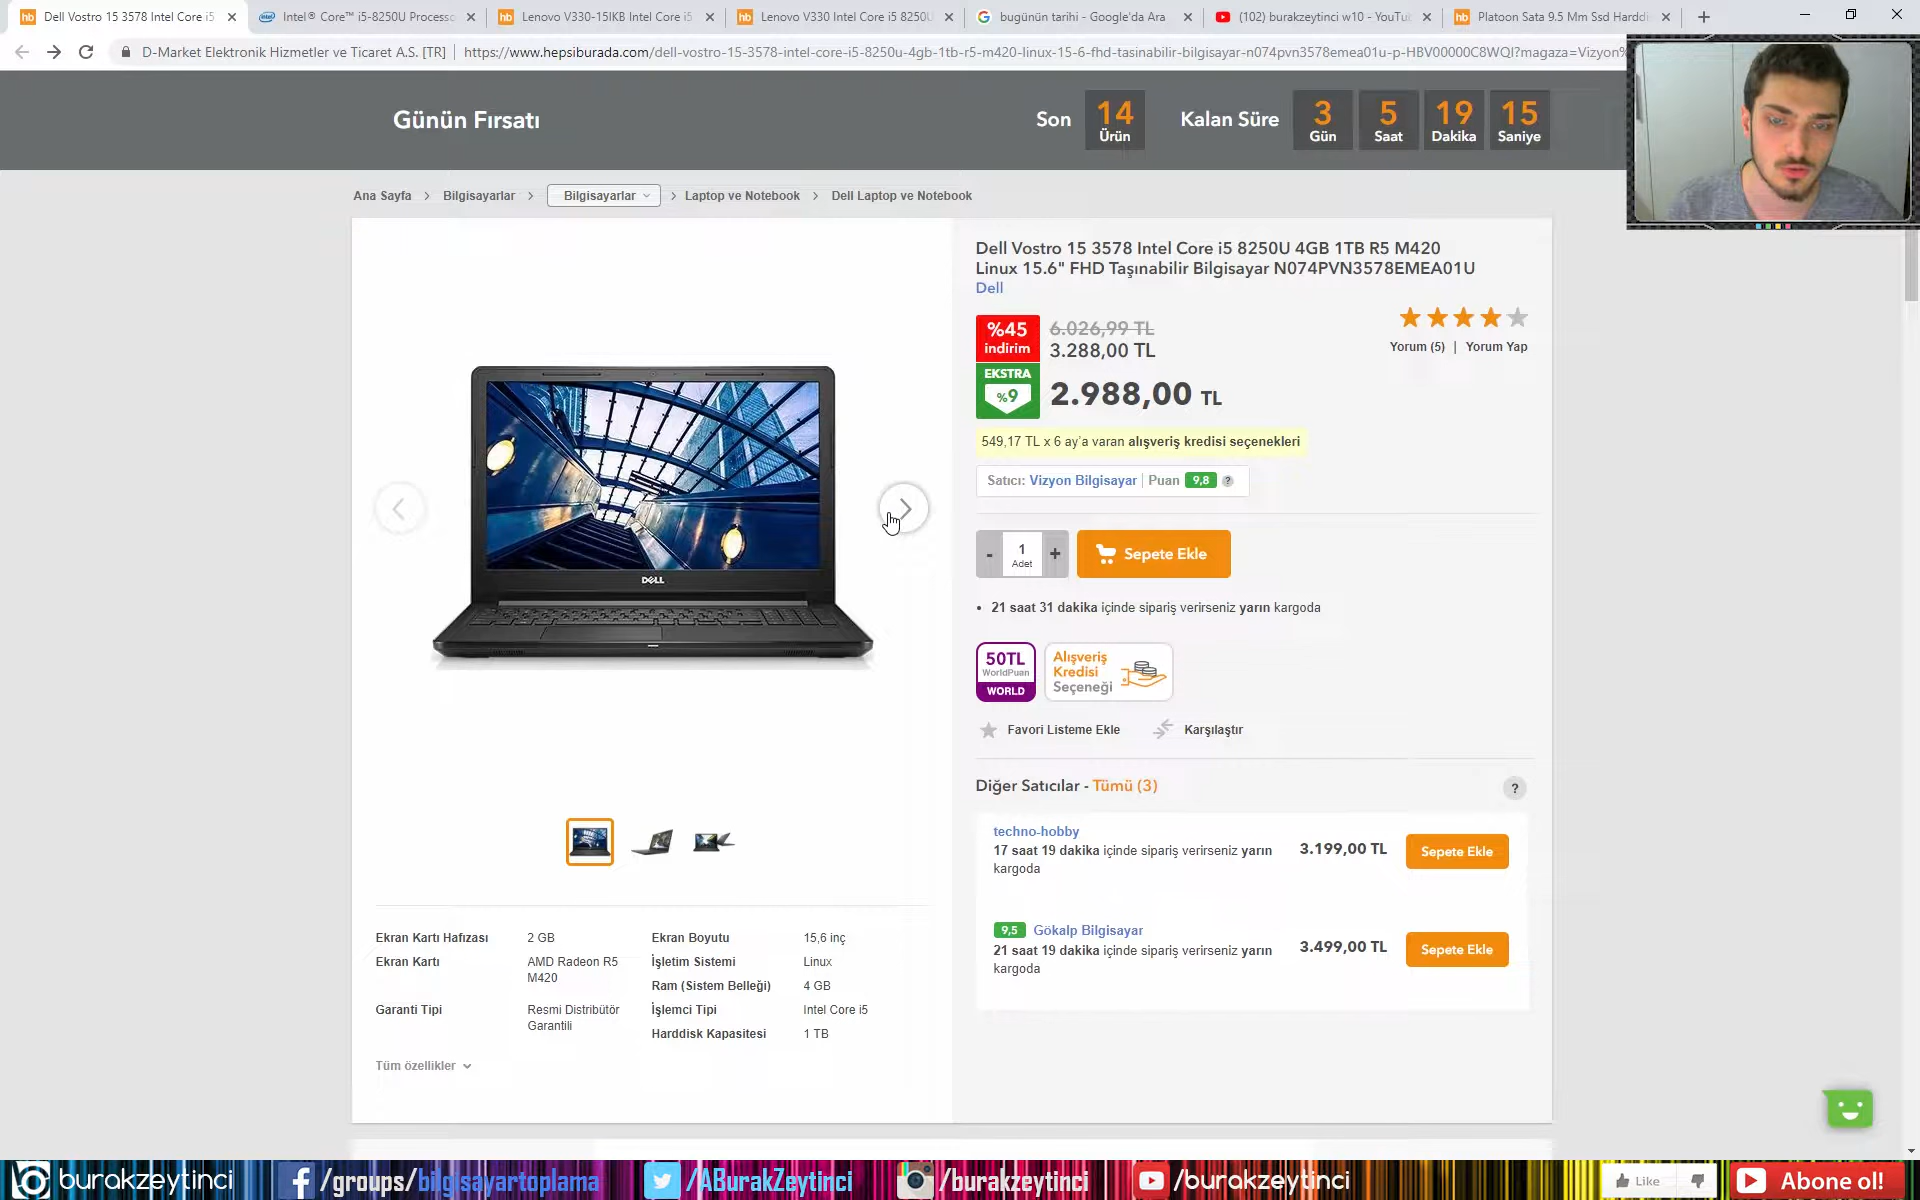 Dell Vostro 15 3578 Intel Core i5
Intel® Core™ i5-8250U Processo
Lenovo V330-15IKB Intel Core i5
Lenovo V330 Intel Core i5 8250U
bugünün tarihi - Google'da Ara
(102) burakzeytinci w10 - YouTu
Platoon Sata 9.5 Mm Ssd Harddi
D-Market Elektronik Hizmetler ve Ticaret A.S. [TR] | https://www.hepsiburada.com/dell-vostro-15-3578-intel-core-i5-8250u-4gb-1tb-r5-m420-linux-15-6-fhd-tasinabilir-bilgisayar-n074pvn3578emea01u-p-HBV00000C8WQI?magaza=Vizyon%
Günün Fırsatı
Son 14 Ürün
Kalan Süre 3 Gün 5 Saat 19 Dakika 15 Saniye
Ana Sayfa > Bilgisayarlar > Bilgisayarlar > Laptop ve Notebook > Dell Laptop ve Notebook
Dell Vostro 15 3578 Intel Core i5 8250U 4GB 1TB R5 M420
Linux 15.6" FHD Taşınabilir Bilgisayar N074PVN3578EMEA01U
Dell
%45 indirim
6.026,99 TL
3.288,00 TL
Yorum (5) | Yorum Yap
EKSTRA %9
2.988,00 TL
549,17 TL x 6 ay'a varan alışveriş kredisi seçenekleri
Satıcı: Vizyon Bilgisayar | Puan 9,8 ?
- 1 Adet +
Sepete Ekle
• 21 saat 31 dakika içinde sipariş verirseniz yarın kargoda
50TL
WorldPuan
WORLD
Alışveriş
Kredisi
Seçeneği
Favori Listeme Ekle
Karşılaştır
Diğer Satıcılar - Tümü (3)
?
techno-hobby
17 saat 19 dakika içinde sipariş verirseniz yarın
kargoda
3.199,00 TL
Sepete Ekle
9,5 Gökalp Bilgisayar
21 saat 19 dakika içinde sipariş verirseniz yarın
kargoda
3.499,00 TL
Sepete Ekle
DELL
Ekran Kartı Hafızası 2 GB
Ekran Kartı AMD Radeon R5
M420
Garanti Tipi Resmi Distribütör
Garantili
Ekran Boyutu 15,6 inç
İşletim Sistemi Linux
Ram (Sistem Belleği) 4 GB
İşlemci Tipi Intel Core i5
Harddisk Kapasitesi 1 TB
Tüm özellikler
burakzeytinci
/groups/bilgisayartoplama
/ABurakZeytinci
/burakzeytinci
/burakzeytinci
Like
Abone ol!